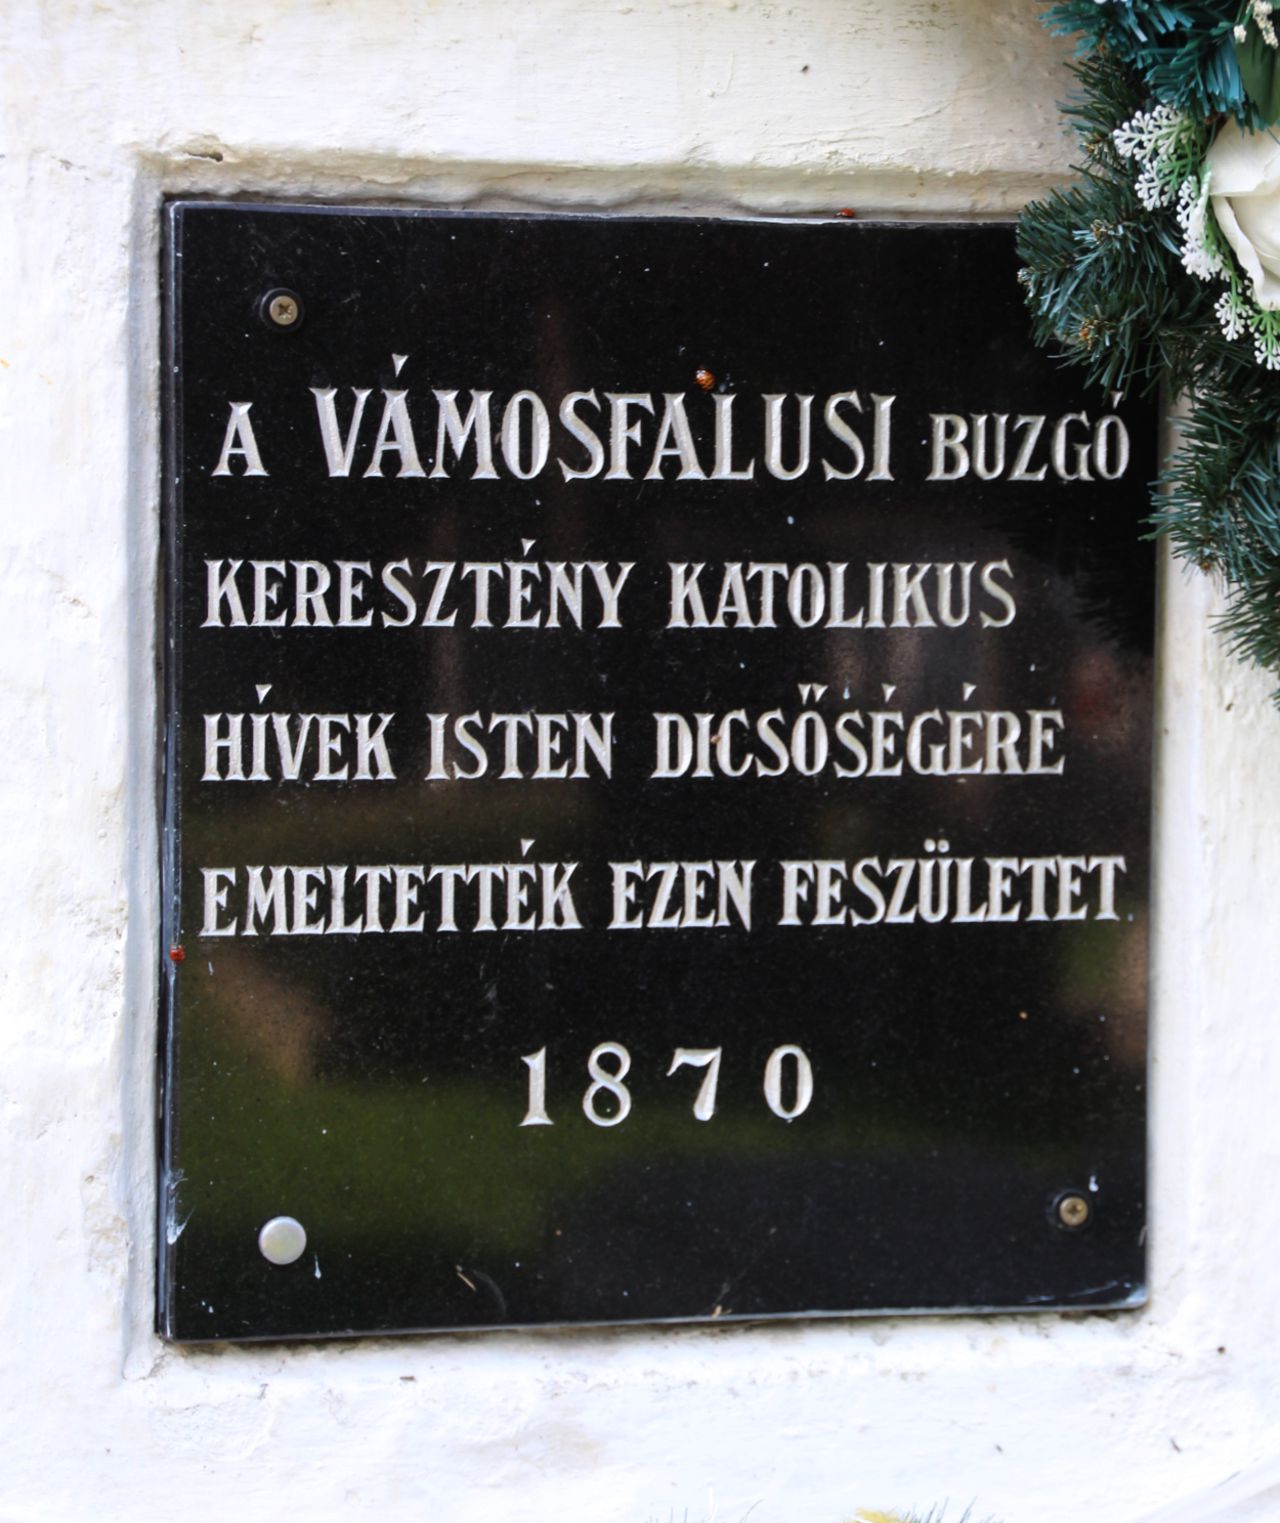 A VÁMOSFALUSI BUZGÓ
KERESZTÉNY KATOLIKUS
HÍVEK ISTEN DICSŐSÉGÉRE
EMELTETTÉK EZEN FESZÜLETET.
1870